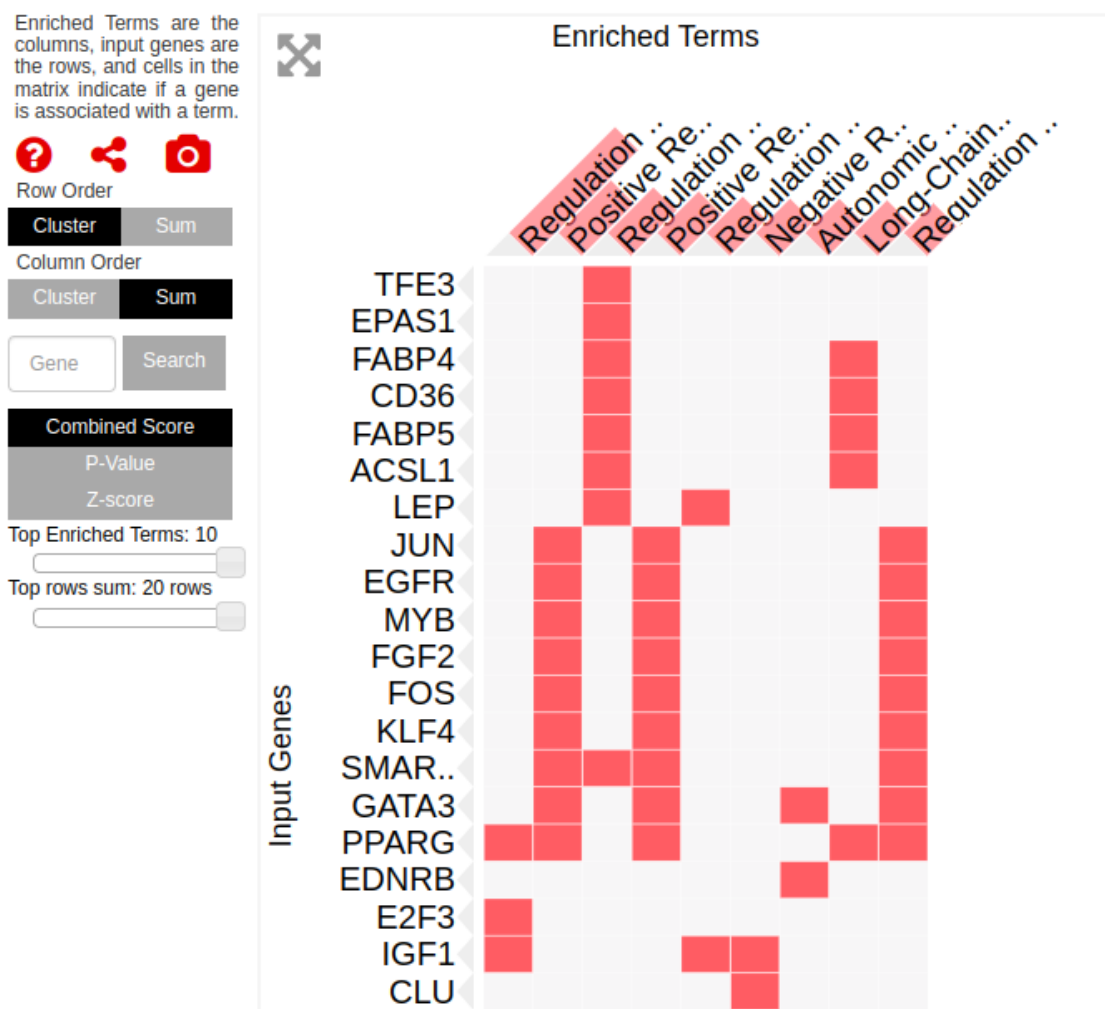 Enriched Terms are the
columns, input genes are
the rows, and cells in the
matrix indicate if a gene
is associated with a term.
?
Row Order
Cluster Sum
Column Order
Cluster Sum
Gene Search
Combined Score
P-Value
Z-score
Top Enriched Terms: 10
Top rows sum: 20 rows
Enriched Terms
Regulation ..
Positive Re..
Regulation ..
Positive Re..
Regulation ..
Negative R..
Autonomic ..
Long-Chain..
Regulation ..
Input Genes
TFE3
EPAS1
FABP4
CD36
FABP5
ACSL1
LEP
JUN
EGFR
MYB
FGF2
FOS
KLF4
SMAR..
GATA3
PPARG
EDNRB
E2F3
IGF1
CLU